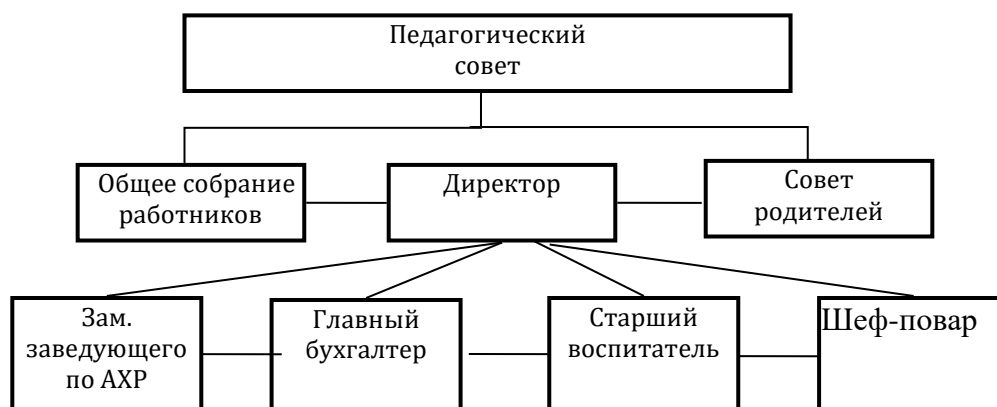 Педагогический
совет
Общее собрание
работников
Директор
Совет
родителей
Зам.
заведующего
по АХР
Главный
бухгалтер
Старший
воспитатель
Шеф-повар